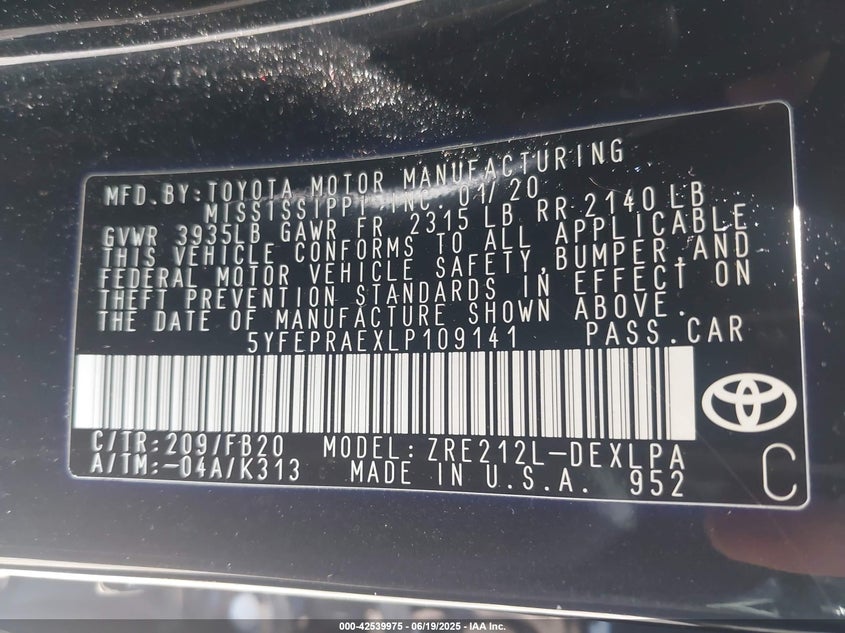 MFD. BY: TOYOTA MOTOR MANUFACTURING
MISSISSIPPI INC. 01/20
GVWR 3935LB GAWR FR 2315 LB RR 2140 LB
THIS VEHICLE CONFORMS TO ALL APPLICABLE
FEDERAL MOTOR VEHICLE SAFETY, BUMPER, AND
THEFT PREVENTION STANDARDS IN EFFECT ON
THE DATE OF MANUFACTURE SHOWN ABOVE.
5YFEPRAEXLP109141 PASS. CAR
C/TR: 209/FB20 MODEL: ZRE212L-DEXLPA
A/TM: -04A/K313 MADE IN U.S.A. 952
C
000-42539975 - 06/19/2025 - IAA Inc.